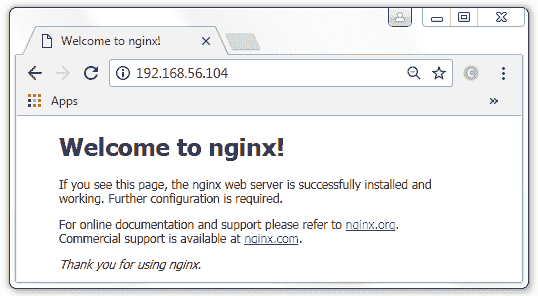 Welcome to nginx!
192.168.56.104
C
Apps
»
Welcome to nginx!
If you see this page, the nginx web server is successfully installed and
working. Further configuration is required.
For online documentation and support please refer to nginx.org.
Commercial support is available at nginx.com.
Thank you for using nginx.